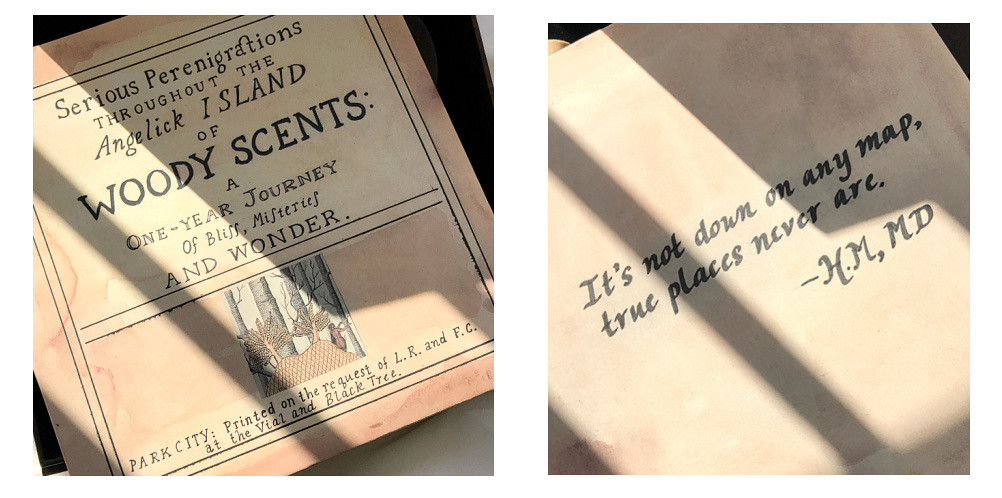 Serious Perenigrations
THROUGHOUT THE
Angelick ISLAND
OF
WOODY SCENTS:
A
ONE-YEAR JOURNEY
Of Bliſſ, Miſterieſ
AND WONDER.
PARK CITY: Printed on the request of L.R. and F.C.
at the Vial and Black Tree.
It's not down on any map,
true places never are.
-H.M, MD